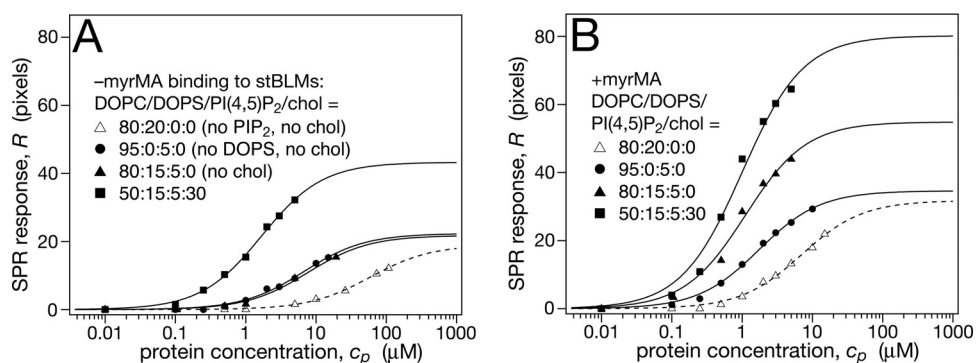 A
80
60
40
20
0
SPR response, R (pixels)
–myrMA binding to stBLMs:
DOPC/DOPS/PI(4,5)P₂/chol =
△ 80:20:0:0 (no PIP₂, no chol)
● 95:0:5:0 (no DOPS, no chol)
▲ 80:15:5:0 (no chol)
■ 50:15:5:30
0.01 0.1 1 10 100 1000
protein concentration, cₚ (μM)
B
80
60
40
20
0
SPR response, R (pixels)
+myrMA
DOPC/DOPS/
PI(4,5)P₂/chol =
△ 80:20:0:0
● 95:0:5:0
▲ 80:15:5:0
■ 50:15:5:30
0.01 0.1 1 10 100 1000
protein concentration, cₚ (μM)